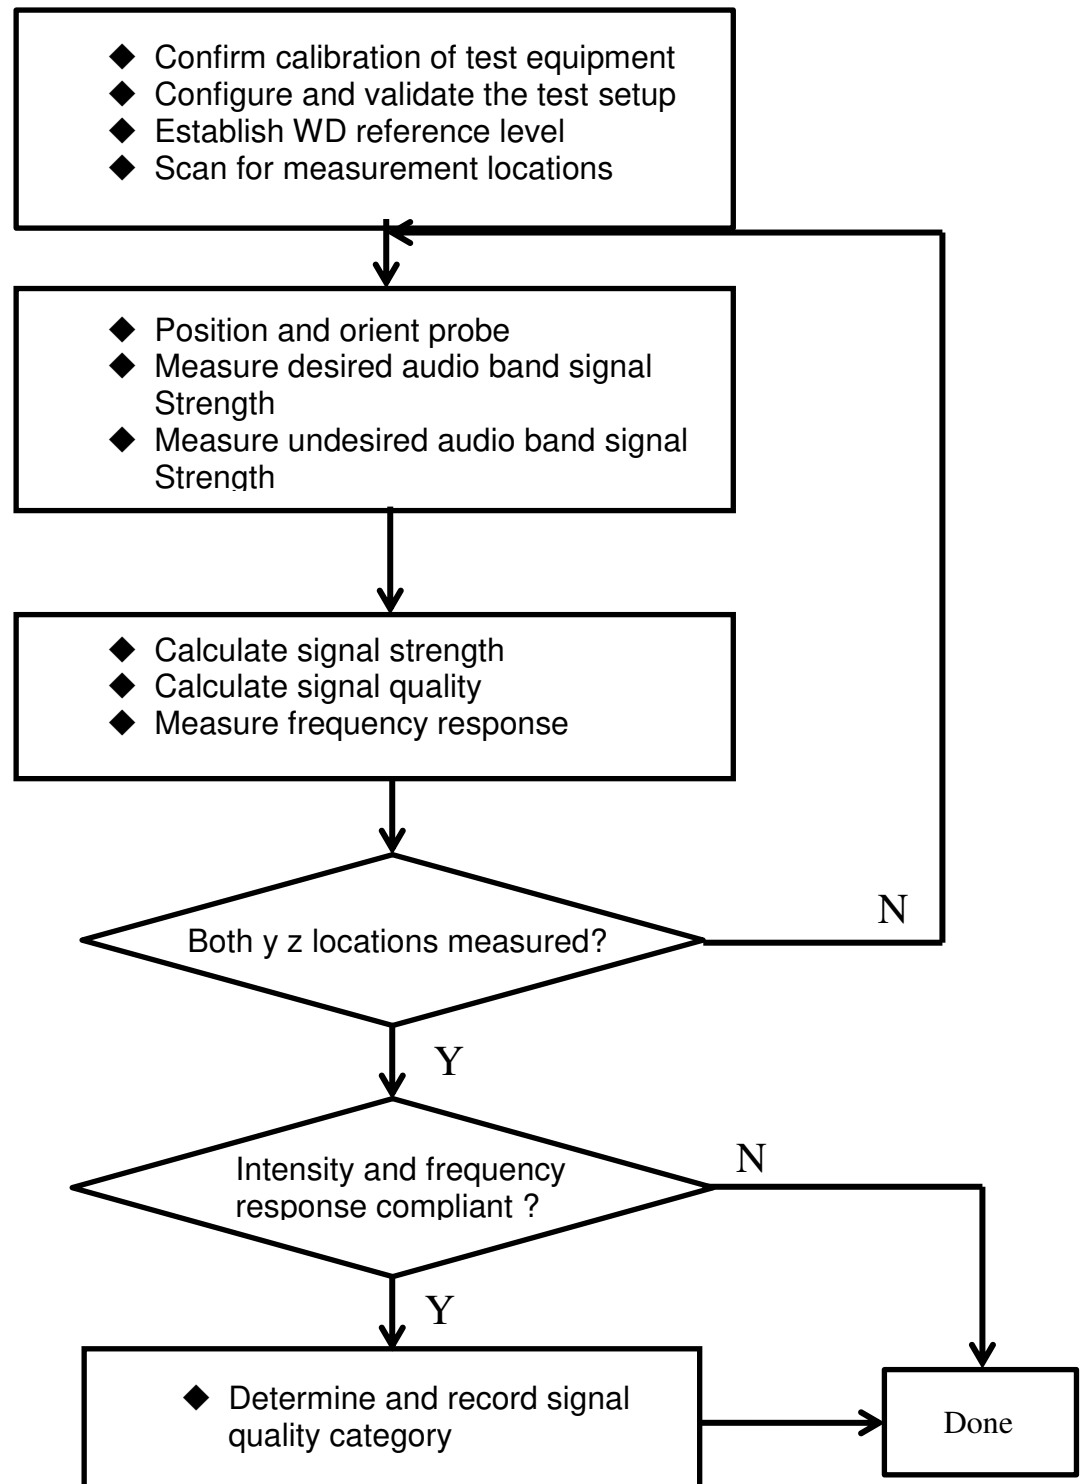 ◆ Confirm calibration of test equipment
◆ Configure and validate the test setup
◆ Establish WD reference level
◆ Scan for measurement locations
◆ Position and orient probe
◆ Measure desired audio band signal
Strength
◆ Measure undesired audio band signal
Strength
◆ Calculate signal strength
◆ Calculate signal quality
◆ Measure frequency response
Both y z locations measured?
N
Y
Intensity and frequency
response compliant ?
N
Y
◆ Determine and record signal
quality category
Done